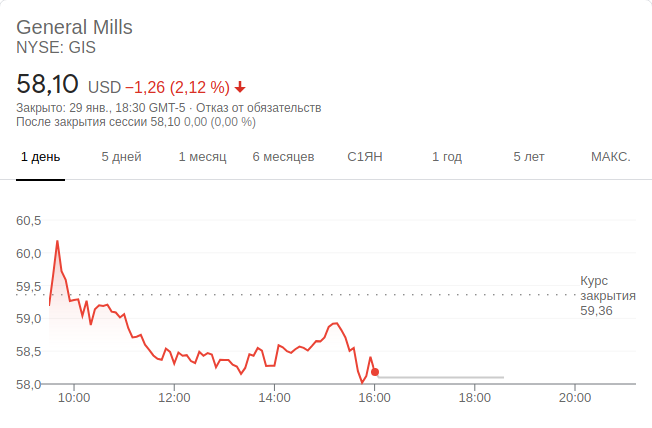 General Mills
NYSE: GIS
58,10 USD −1,26 (2,12 %)
Закрыто: 29 янв., 18:30 GMT-5 · Отказ от обязательств
После закрытия сессии 58,10 0,00 (0,00 %)
1 день 5 дней 1 месяц 6 месяцев С1ЯН 1 год 5 лет МАКС.
60,5
60,0
59,5
Курс
закрытия
59,36
59,0
58,5
58,0
10:00 12:00 14:00 16:00 18:00 20:00